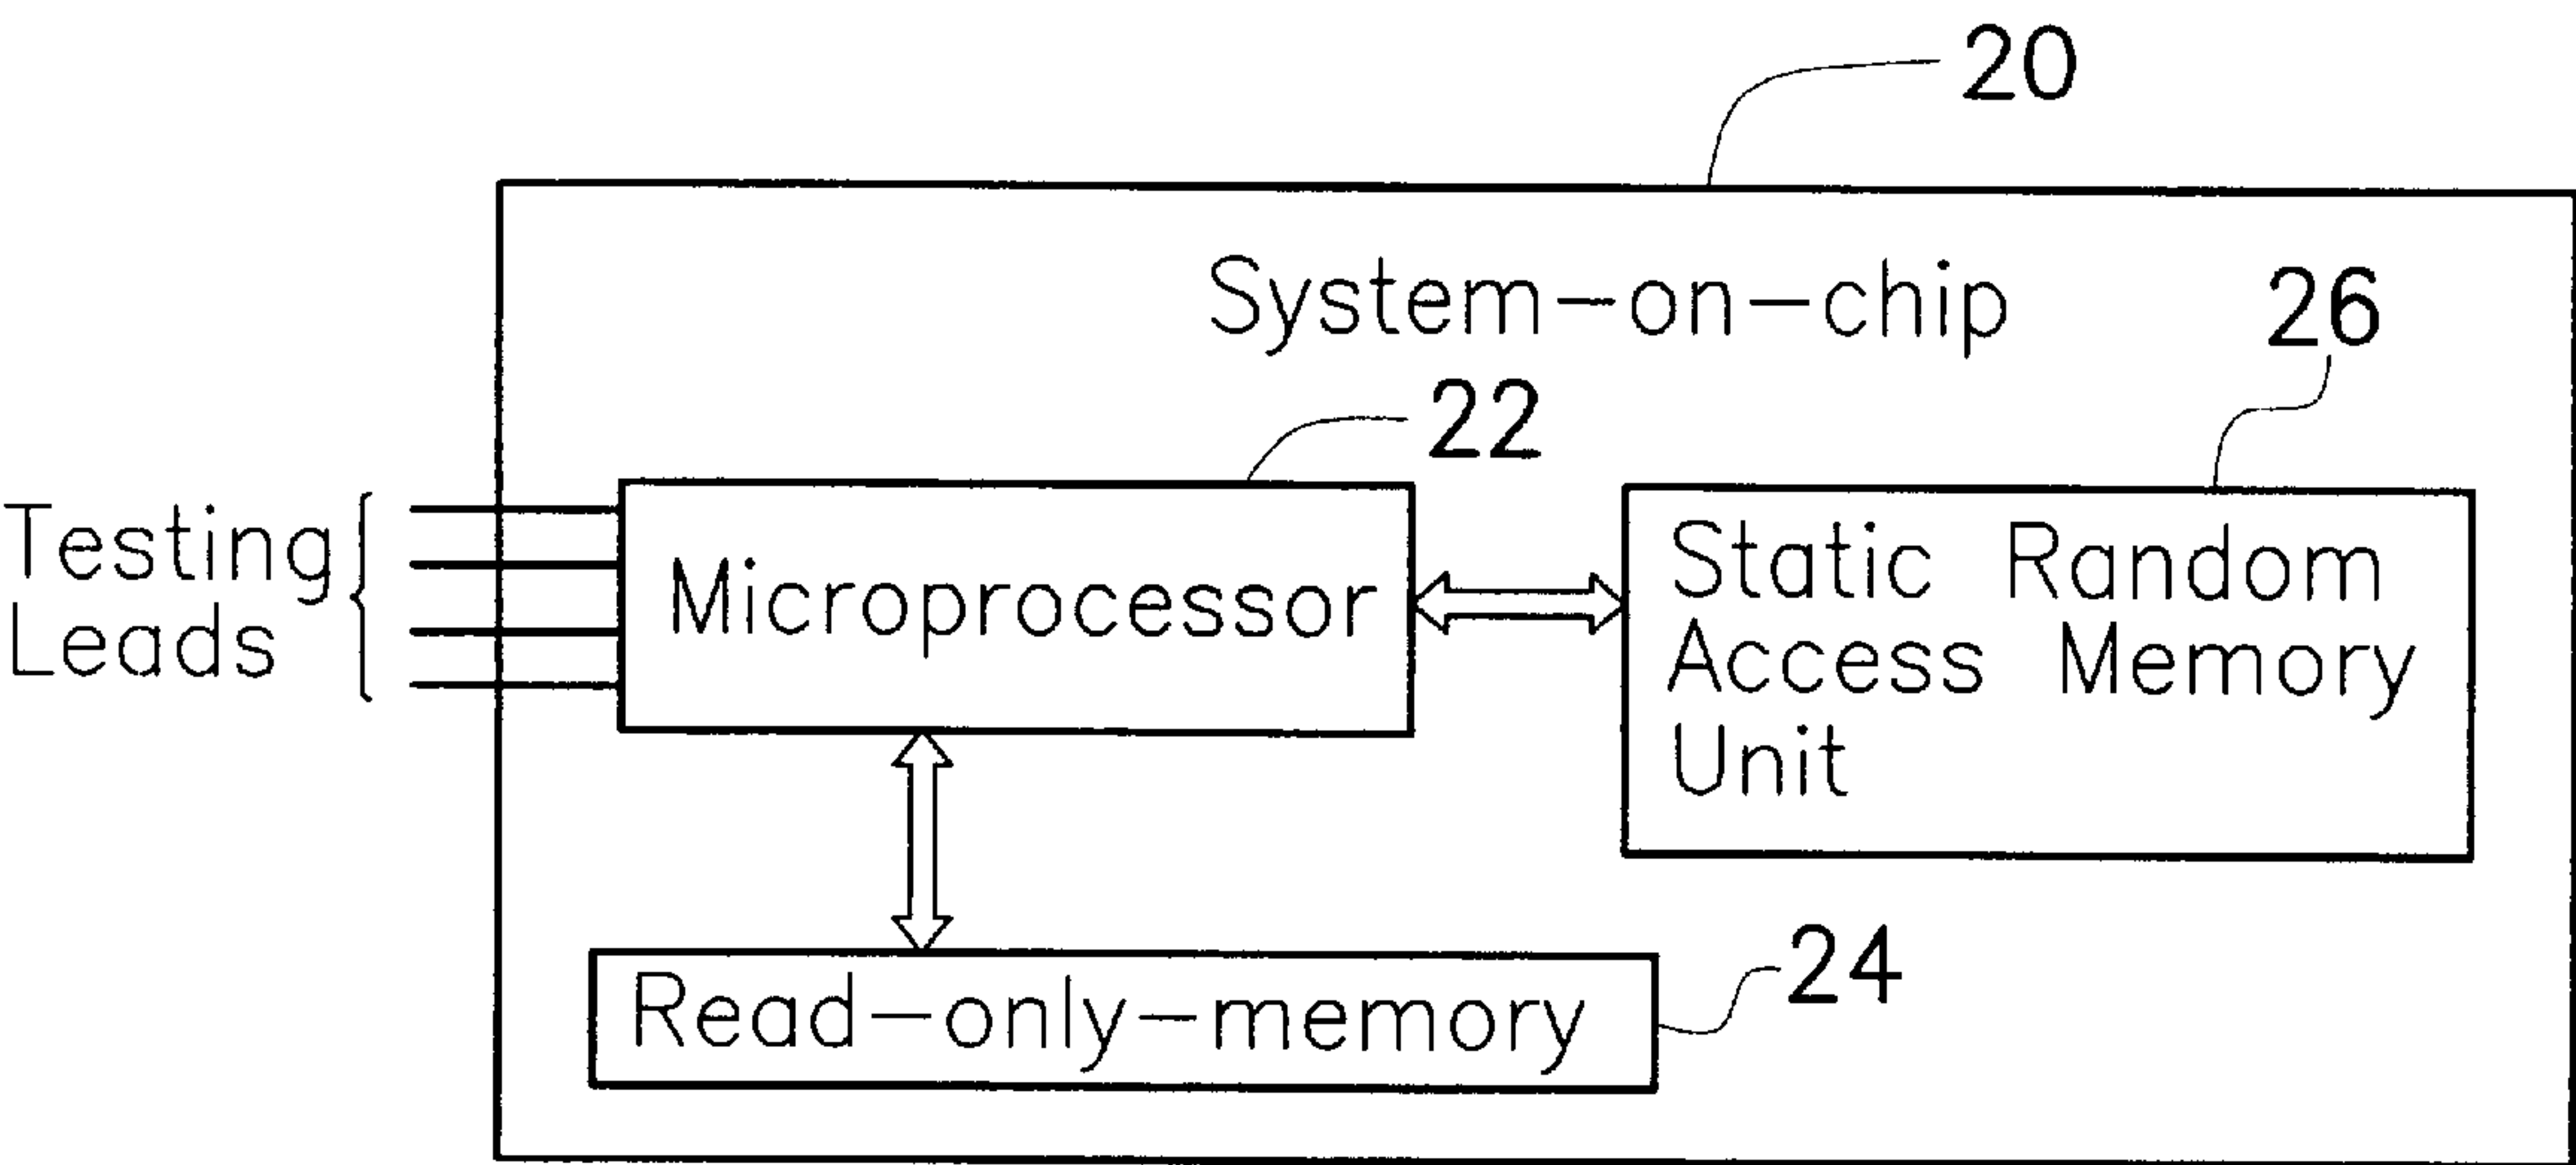 20
System-on-chip
26
22
Testing
Leads
Microprocessor
Static Random
Access Memory
Unit
24
Read-only-memory